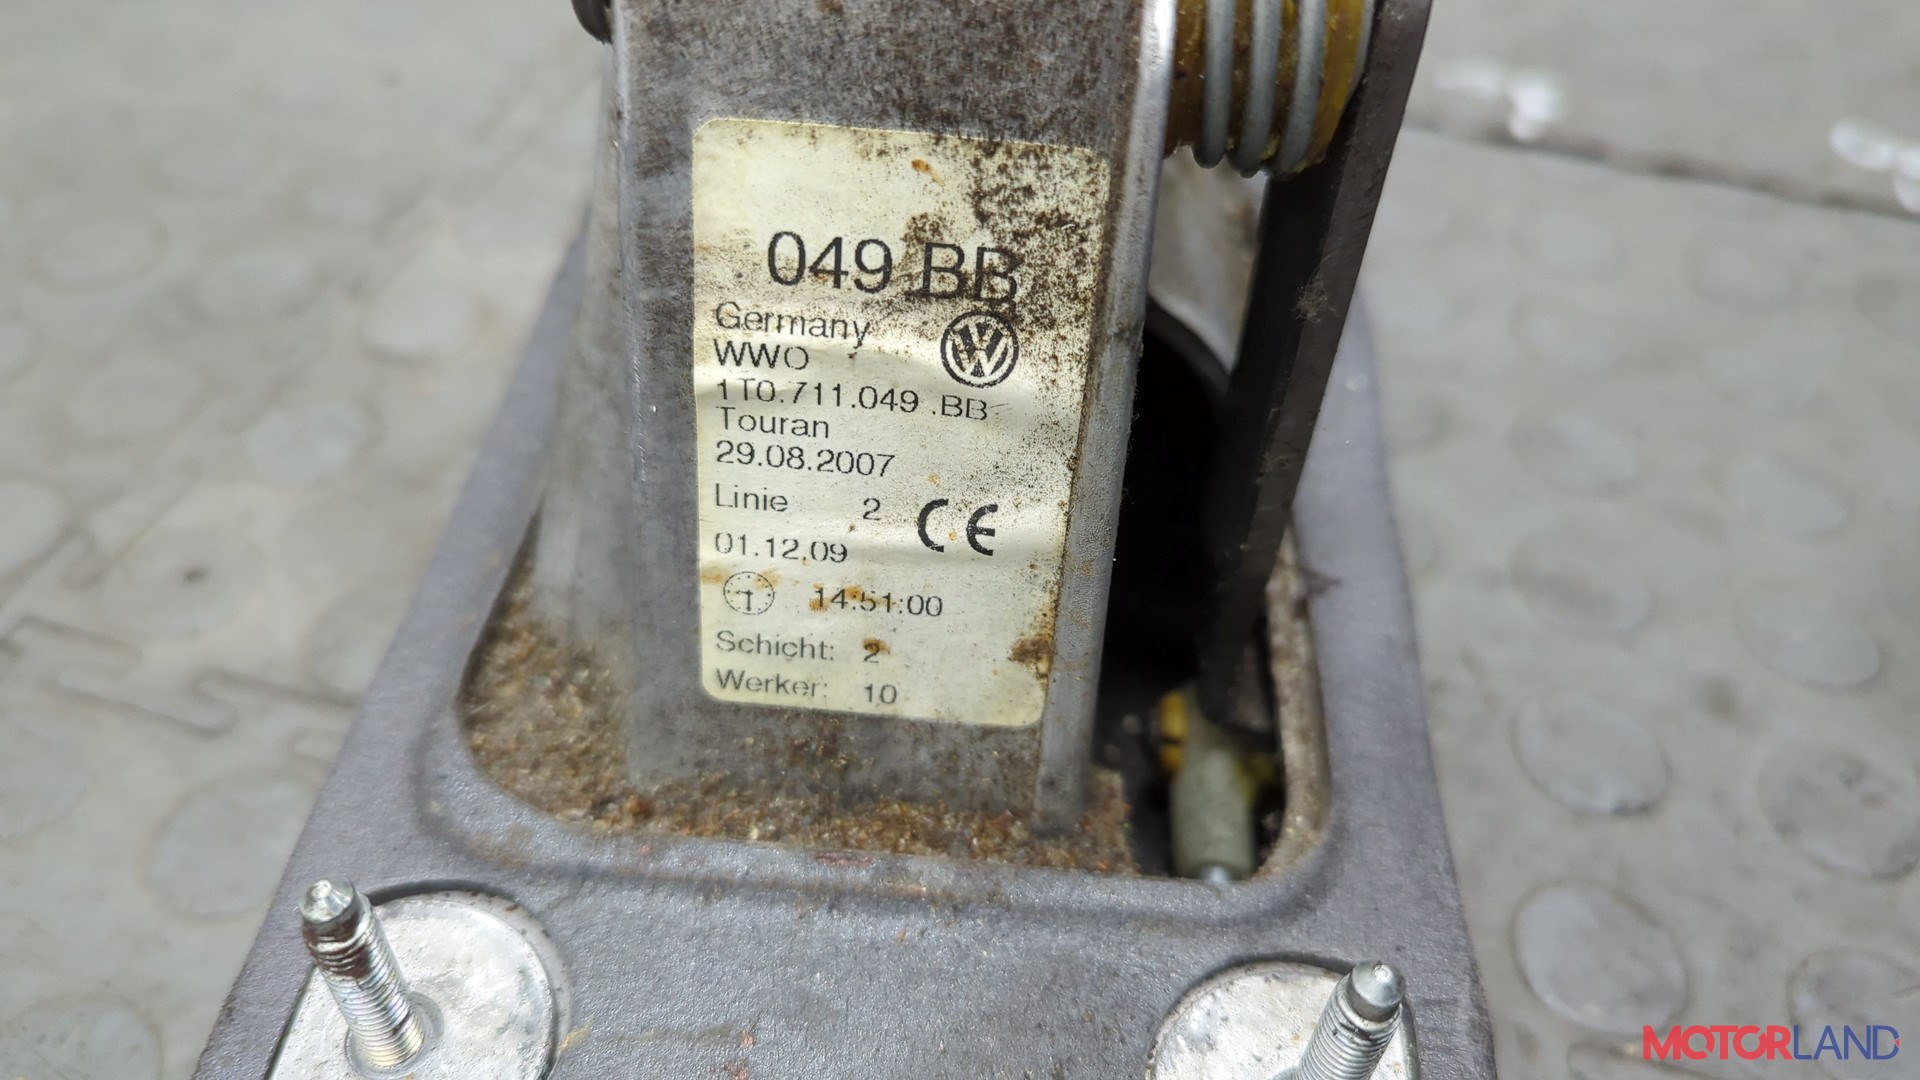 049 BB
Germany
WWO
1T0.711.049 .BB
Touran
29.08.2007
Linie 2
CE
01.12.09
14:51:00
Schicht: 2
Werker: 10
MOTORLAND